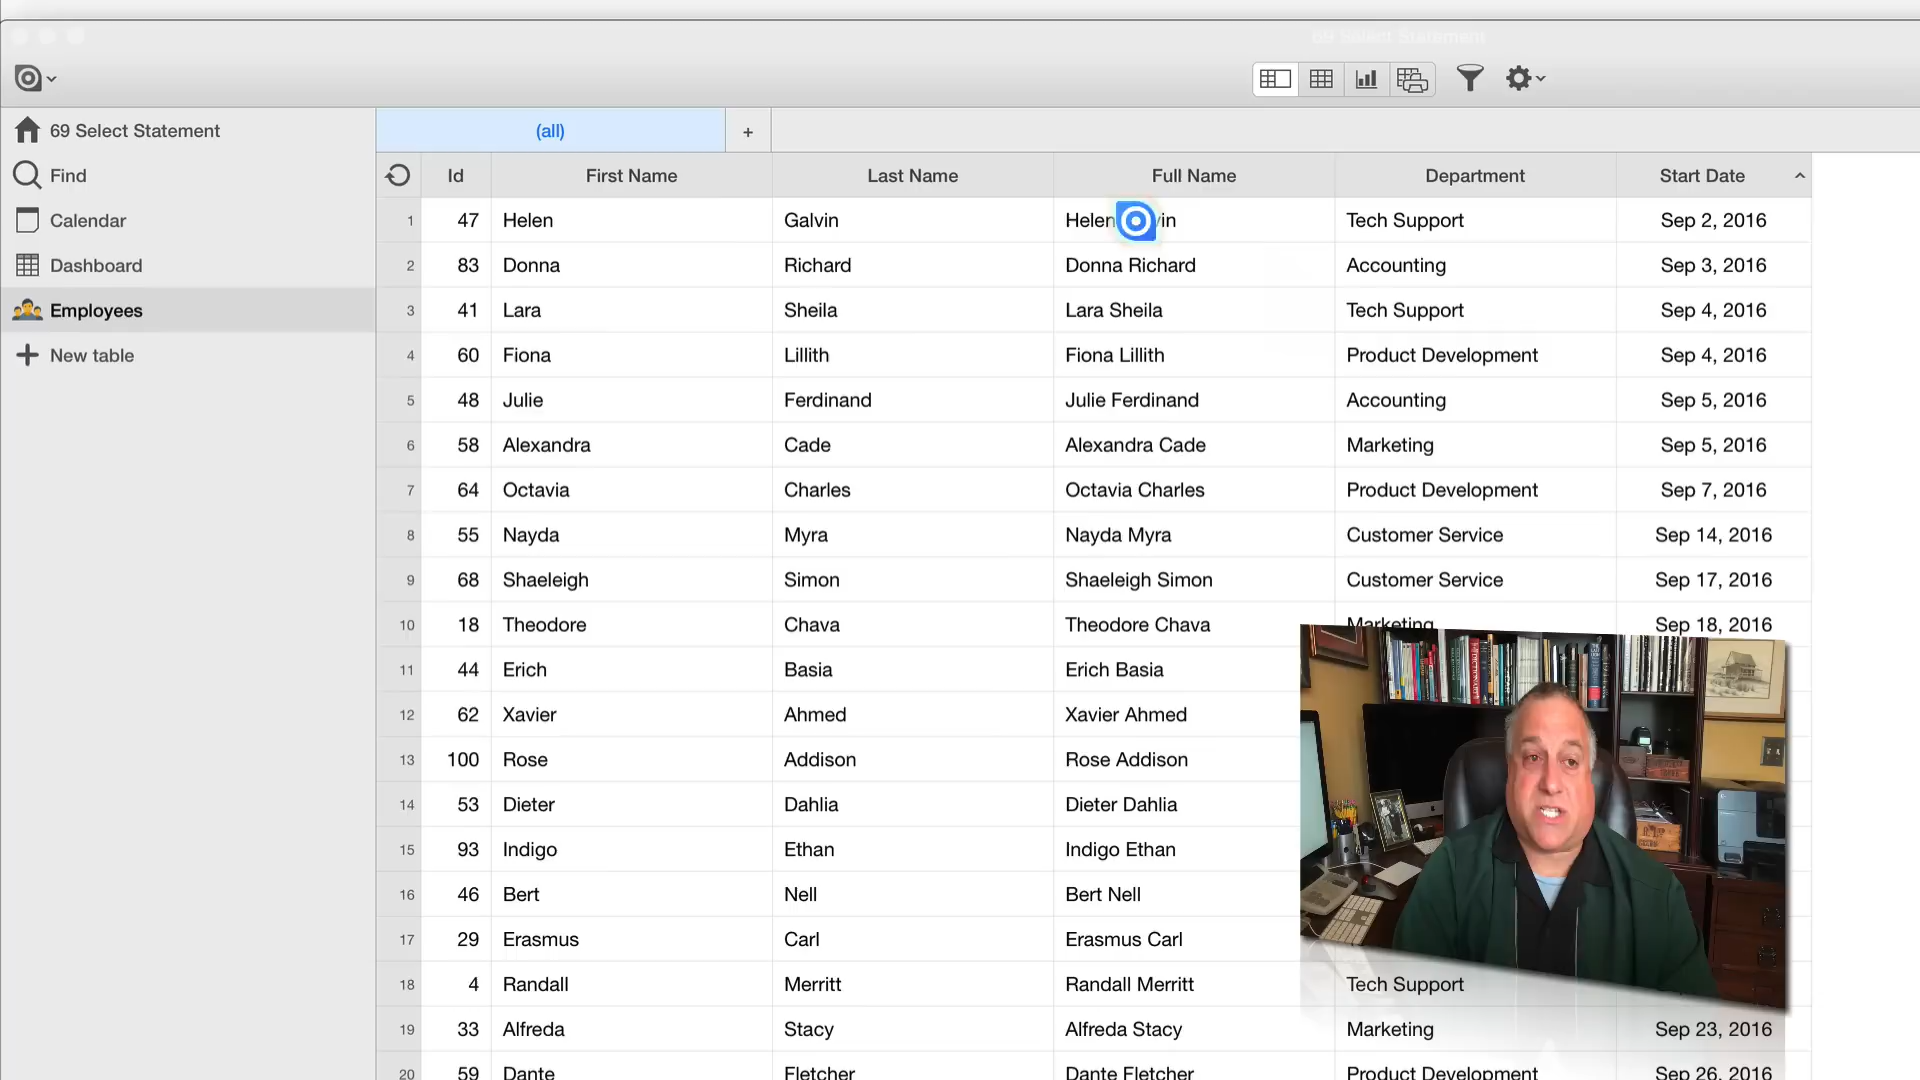 69 Select Statement
69 Select Statement
Find
Calendar
Dashboard
Employees
New table
(all)
+
Id First Name Last Name Full Name Department Start Date
1 47 Helen Galvin Helen Tech Support Sep 2, 2016
2 83 Donna Richard Donna Richard Accounting Sep 3, 2016
3 41 Lara Sheila Lara Sheila Tech Support Sep 4, 2016
4 60 Fiona Lillith Fiona Lillith Product Development Sep 4, 2016
5 48 Julie Ferdinand Julie Ferdinand Accounting Sep 5, 2016
6 58 Alexandra Cade Alexandra Cade Marketing Sep 5, 2016
7 64 Octavia Charles Octavia Charles Product Development Sep 7, 2016
8 55 Nayda Myra Nayda Myra Customer Service Sep 14, 2016
9 68 Shaeleigh Simon Shaeleigh Simon Customer Service Sep 17, 2016
10 18 Theodore Chava Theodore Chava Marketing Sep 18, 2016
11 44 Erich Basia Erich Basia
12 62 Xavier Ahmed Xavier Ahmed
13 100 Rose Addison Rose Addison
14 53 Dieter Dahlia Dieter Dahlia
15 93 Indigo Ethan Indigo Ethan
16 46 Bert Nell Bert Nell
17 29 Erasmus Carl Erasmus Carl
18 4 Randall Merritt Randall Merritt Tech Support
19 33 Alfreda Stacy Alfreda Stacy Marketing Sep 23, 2016
20 59 Dante Fletcher Dante Fletcher Product Development Sep 26, 2016